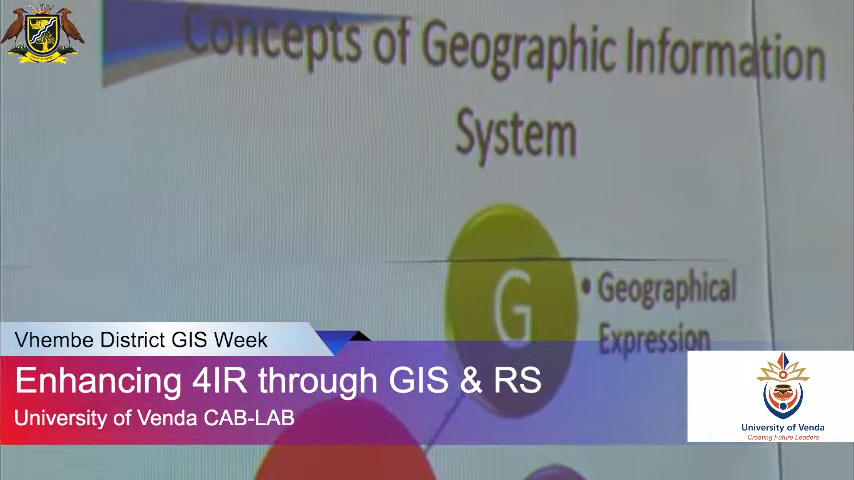 Concepts of Geographic Information
System
G
• Geographical
Expression
Vhembe District GIS Week
Enhancing 4IR through GIS & RS
University of Venda CAB-LAB
University of Venda
Creating Future Leaders